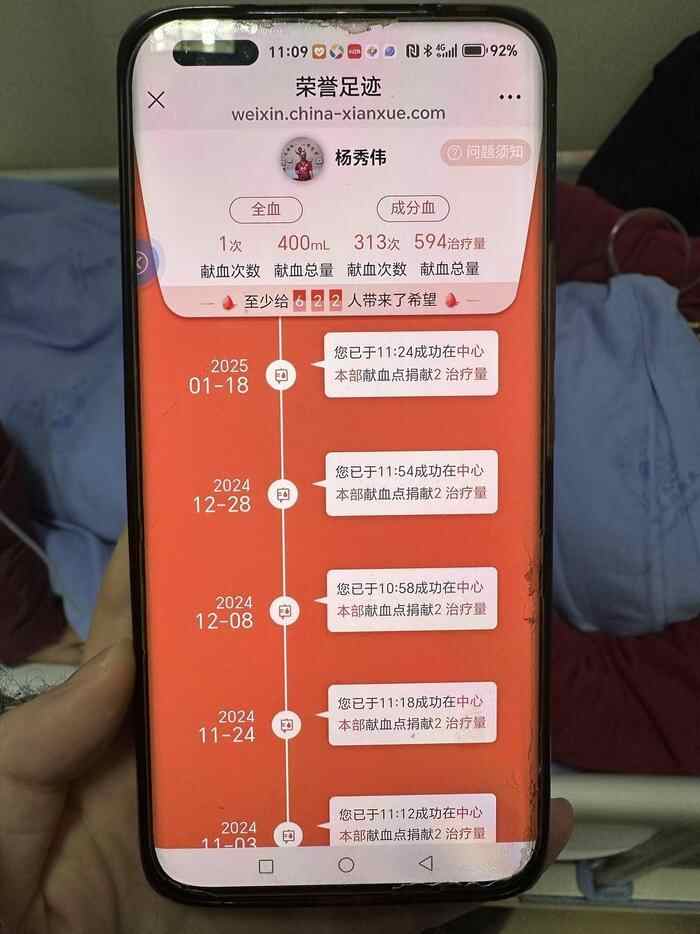 11:09
4G
92%
荣誉足迹
weixin.china-xianxue.com
杨秀伟
? 问题须知
全血
成分血
1次
400mL
313次
594治疗量
献血次数
献血总量
献血次数
献血总量
至少给 6 2 2 人带来了希望
2025
01-18
您已于11:24成功在中心
本部献血点捐献2 治疗量
2024
12-28
您已于11:54成功在中心
本部献血点捐献2 治疗量
2024
12-08
您已于10:58成功在中心
本部献血点捐献2 治疗量
2024
11-24
您已于11:18成功在中心
本部献血点捐献2 治疗量
2024
11-03
您已于11:12成功在中心
本部献血点捐献2 治疗量